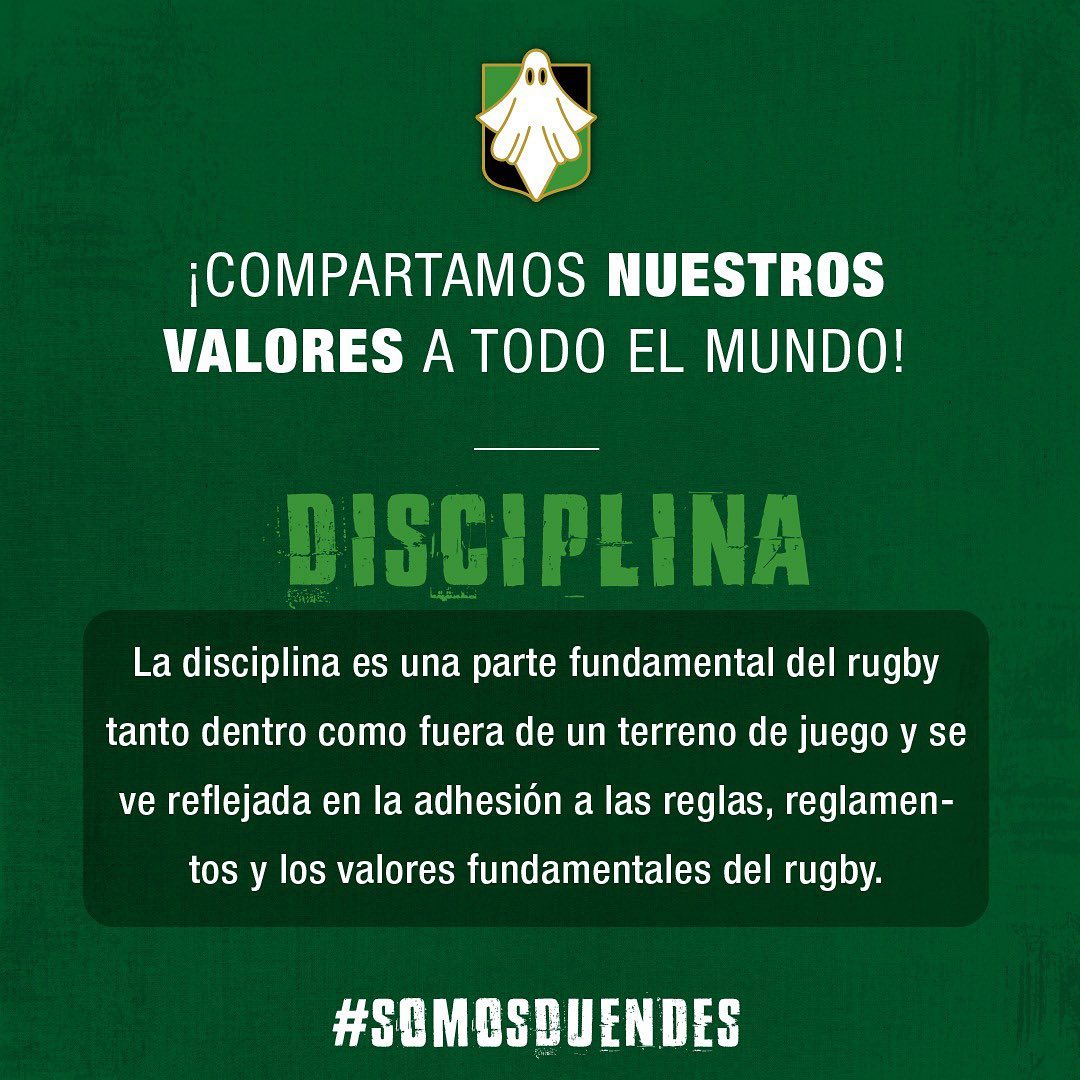 ¡COMPARTAMOS NUESTROS
VALORES A TODO EL MUNDO!
DISCIPLINA
La disciplina es una parte fundamental del rugby
tanto dentro como fuera de un terreno de juego y se
ve reflejada en la adhesión a las reglas, reglamen-
tos y los valores fundamentales del rugby.
#SOMOSDUENDES